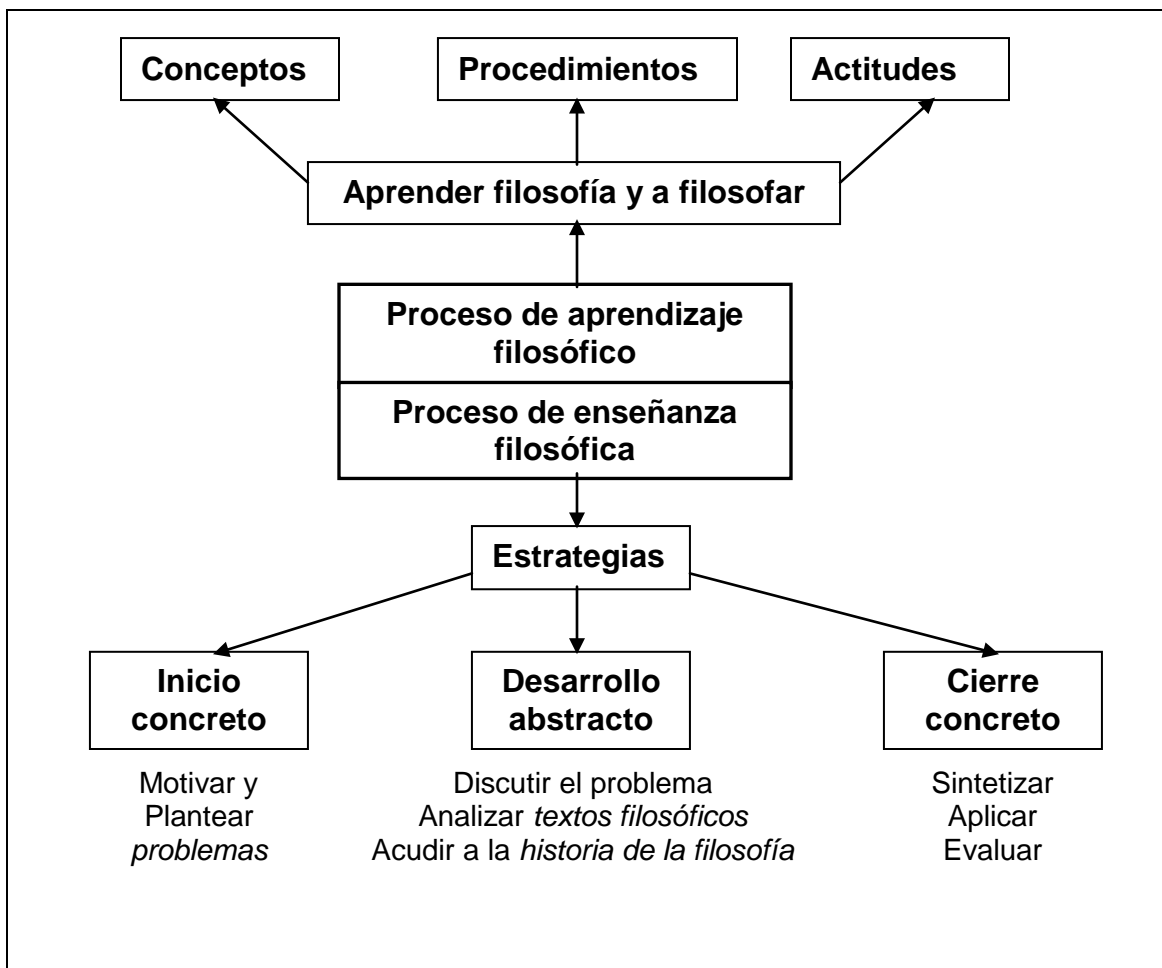 Conceptos
Procedimientos
Actitudes
Aprender filosofía y a filosofar
Proceso de aprendizaje
filosófico
Proceso de enseñanza
filosófica
Estrategias
Inicio
concreto
Desarrollo
abstracto
Cierre
concreto
Motivar y
Plantear
problemas
Discutir el problema
Analizar textos filosóficos
Acudir a la historia de la filosofía
Sintetizar
Aplicar
Evaluar